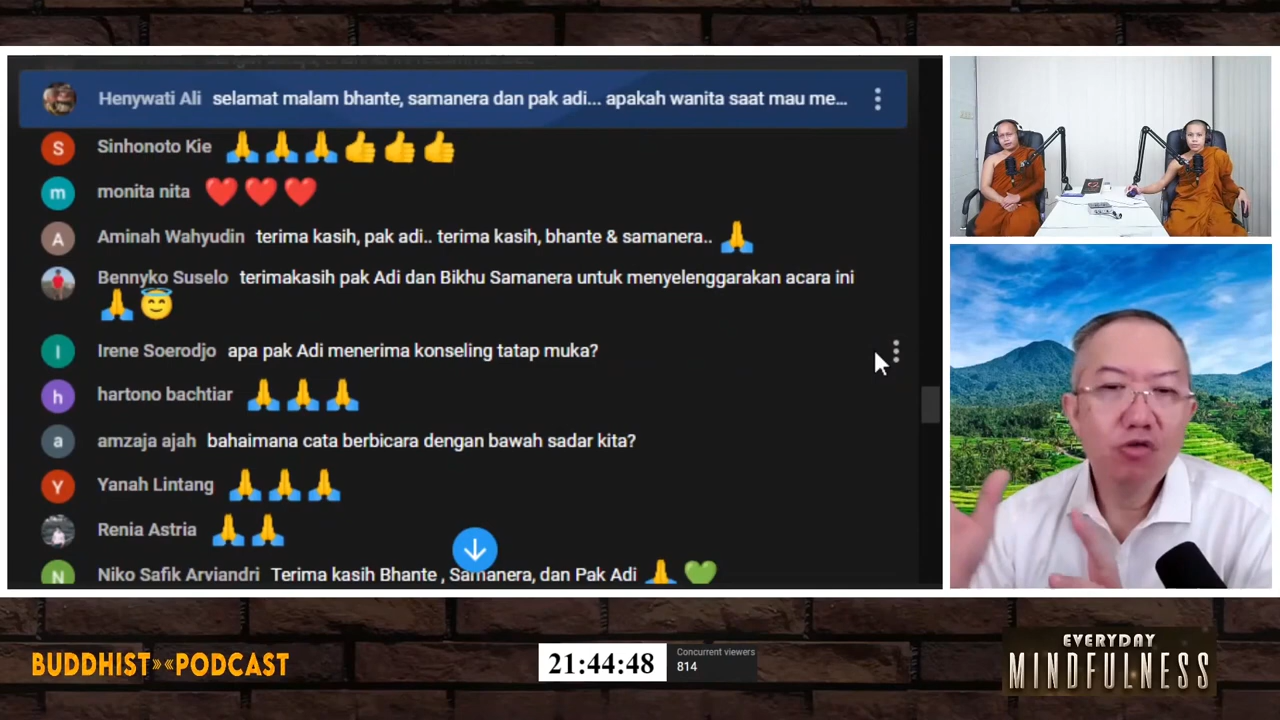 Henywati Ali selamat malam bhante, samanera dan pak adi... apakah wanita saat mau me...
S Sinhonoto Kie 🙏🙏🙏👍👍👍
m monita nita ❤️❤️❤️
A Aminah Wahyudin terima kasih, pak adi.. terima kasih, bhante & samanera.. 🙏
Bennyko Suselo terimakasih pak Adi dan Bikhu Samanera untuk menyelenggarakan acara ini
🙏😇
I Irene Soerodjo apa pak Adi menerima konseling tatap muka?
h hartono bachtiar 🙏🙏🙏
a amzaja ajah bahaimana cata berbicara dengan bawah sadar kita?
Y Yanah Lintang 🙏🙏🙏
Renia Astria 🙏🙏
N Niko Safik Arviandri Terima kasih Bhante , Samanera, dan Pak Adi 🙏💚
BUDDHIST»«PODCAST
21:44:48
Concurrent viewers
814
EVERYDAY
MINDFULNESS